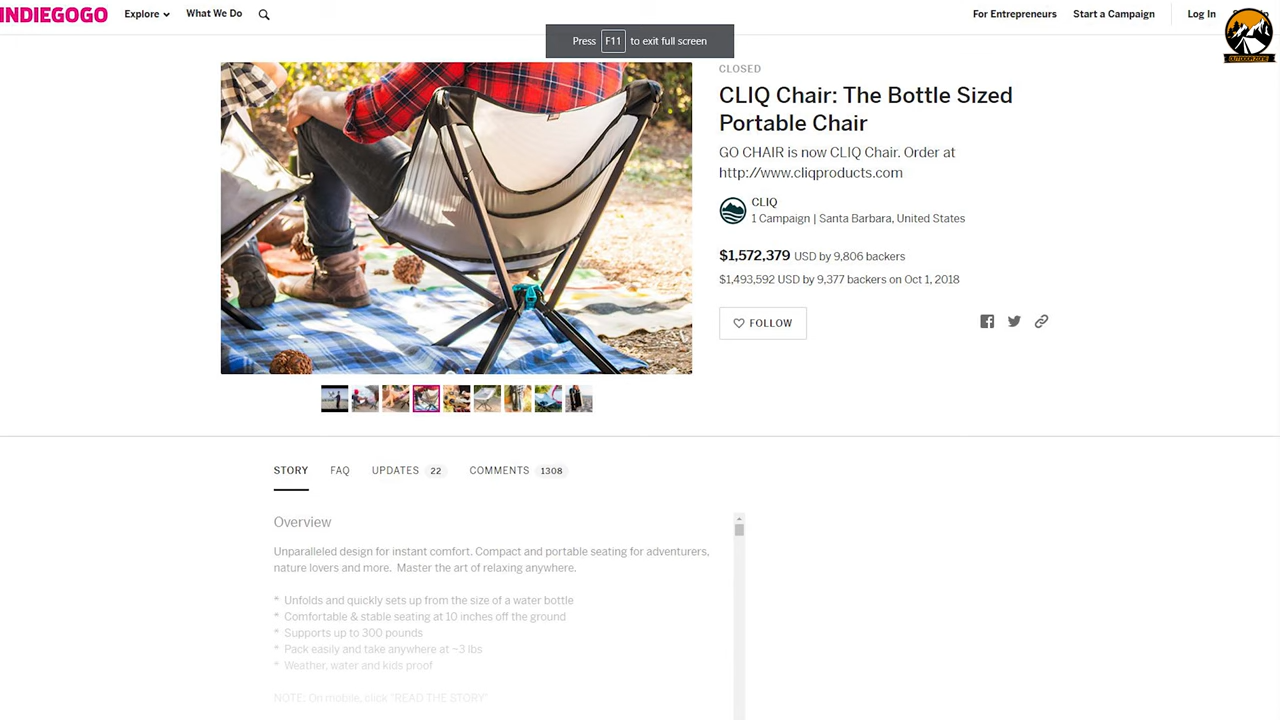 INDIEGOGO
Explore
What We Do
For Entrepreneurs
Start a Campaign
Log In
Press F11 to exit full screen
OUTDOOR ZONE
CLOSED
CLIQ Chair: The Bottle Sized
Portable Chair
GO CHAIR is now CLIQ Chair. Order at
http://www.cliqproducts.com
CLIQ
1 Campaign | Santa Barbara, United States
$1,572,379 USD by 9,806 backers
$1,493,592 USD by 9,377 backers on Oct 1, 2018
FOLLOW
STORY
FAQ
UPDATES 22
COMMENTS 1308
Overview
Unparalleled design for instant comfort. Compact and portable seating for adventurers,
nature lovers and more. Master the art of relaxing anywhere.
* Unfolds and quickly sets up from the size of a water bottle
* Comfortable & stable seating at 10 inches off the ground
* Supports up to 300 pounds
* Pack easily and take anywhere at ~3 lbs
* Weather, water and kids proof
NOTE: On mobile, click "READ THE STORY"